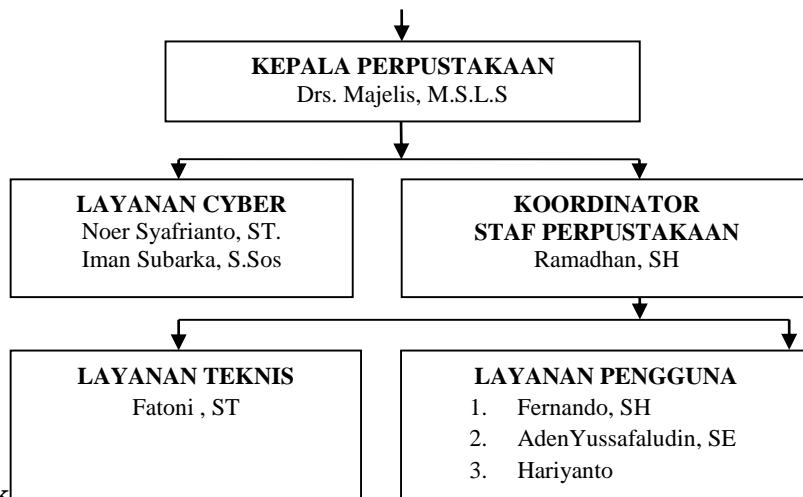 KEPALA PERPUSTAKAAN
Drs. Majelis, M.S.L.S
LAYANAN CYBER
Noer Syafrianto, ST.
Iman Subarka, S.Sos
KOORDINATOR
STAF PERPUSTAKAAN
Ramadhan, SH
LAYANAN TEKNIS
Fatoni , ST
LAYANAN PENGGUNA
1. Fernando, SH
2. AdenYussafaludin, SE
3. Hariyanto